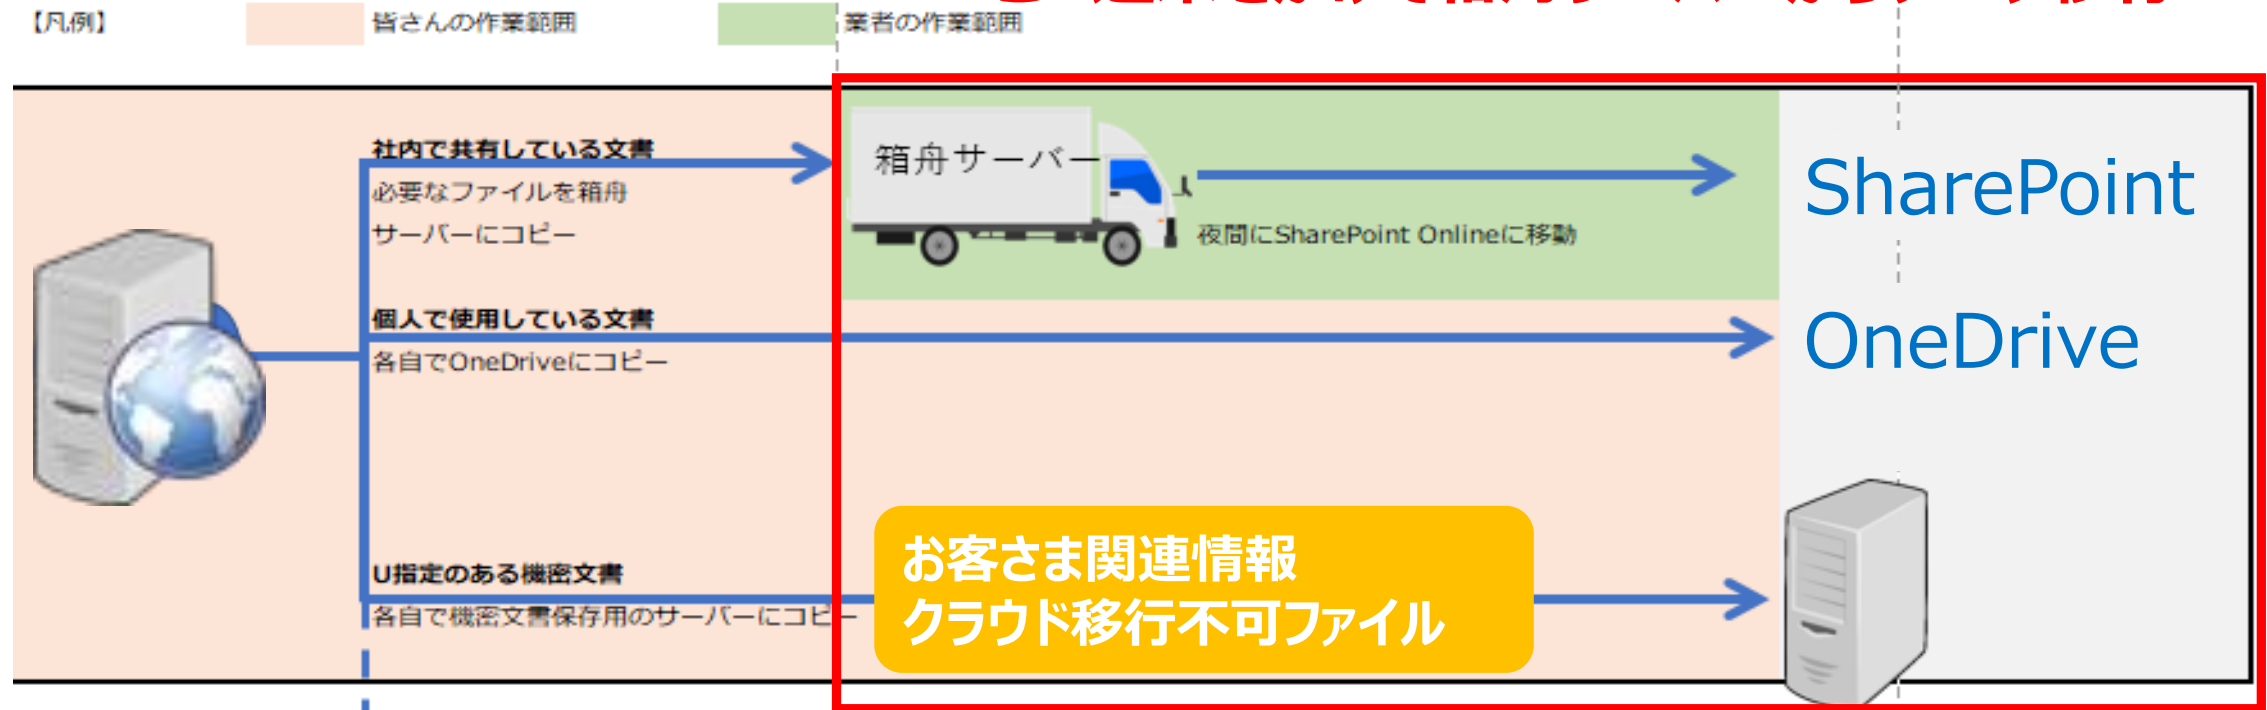 【凡例】
皆さんの作業範囲
業者の作業範囲
社内で共有している文書
必要なファイルを箱舟
サーバーにコピー
箱舟サーバー
夜間にSharePoint Onlineに移動
SharePoint
個人で使用している文書
各自でOneDriveにコピー
OneDrive
U指定のある機密文書
各自で機密文書保存用のサーバーにコピー
お客さま関連情報
クラウド移行不可ファイル